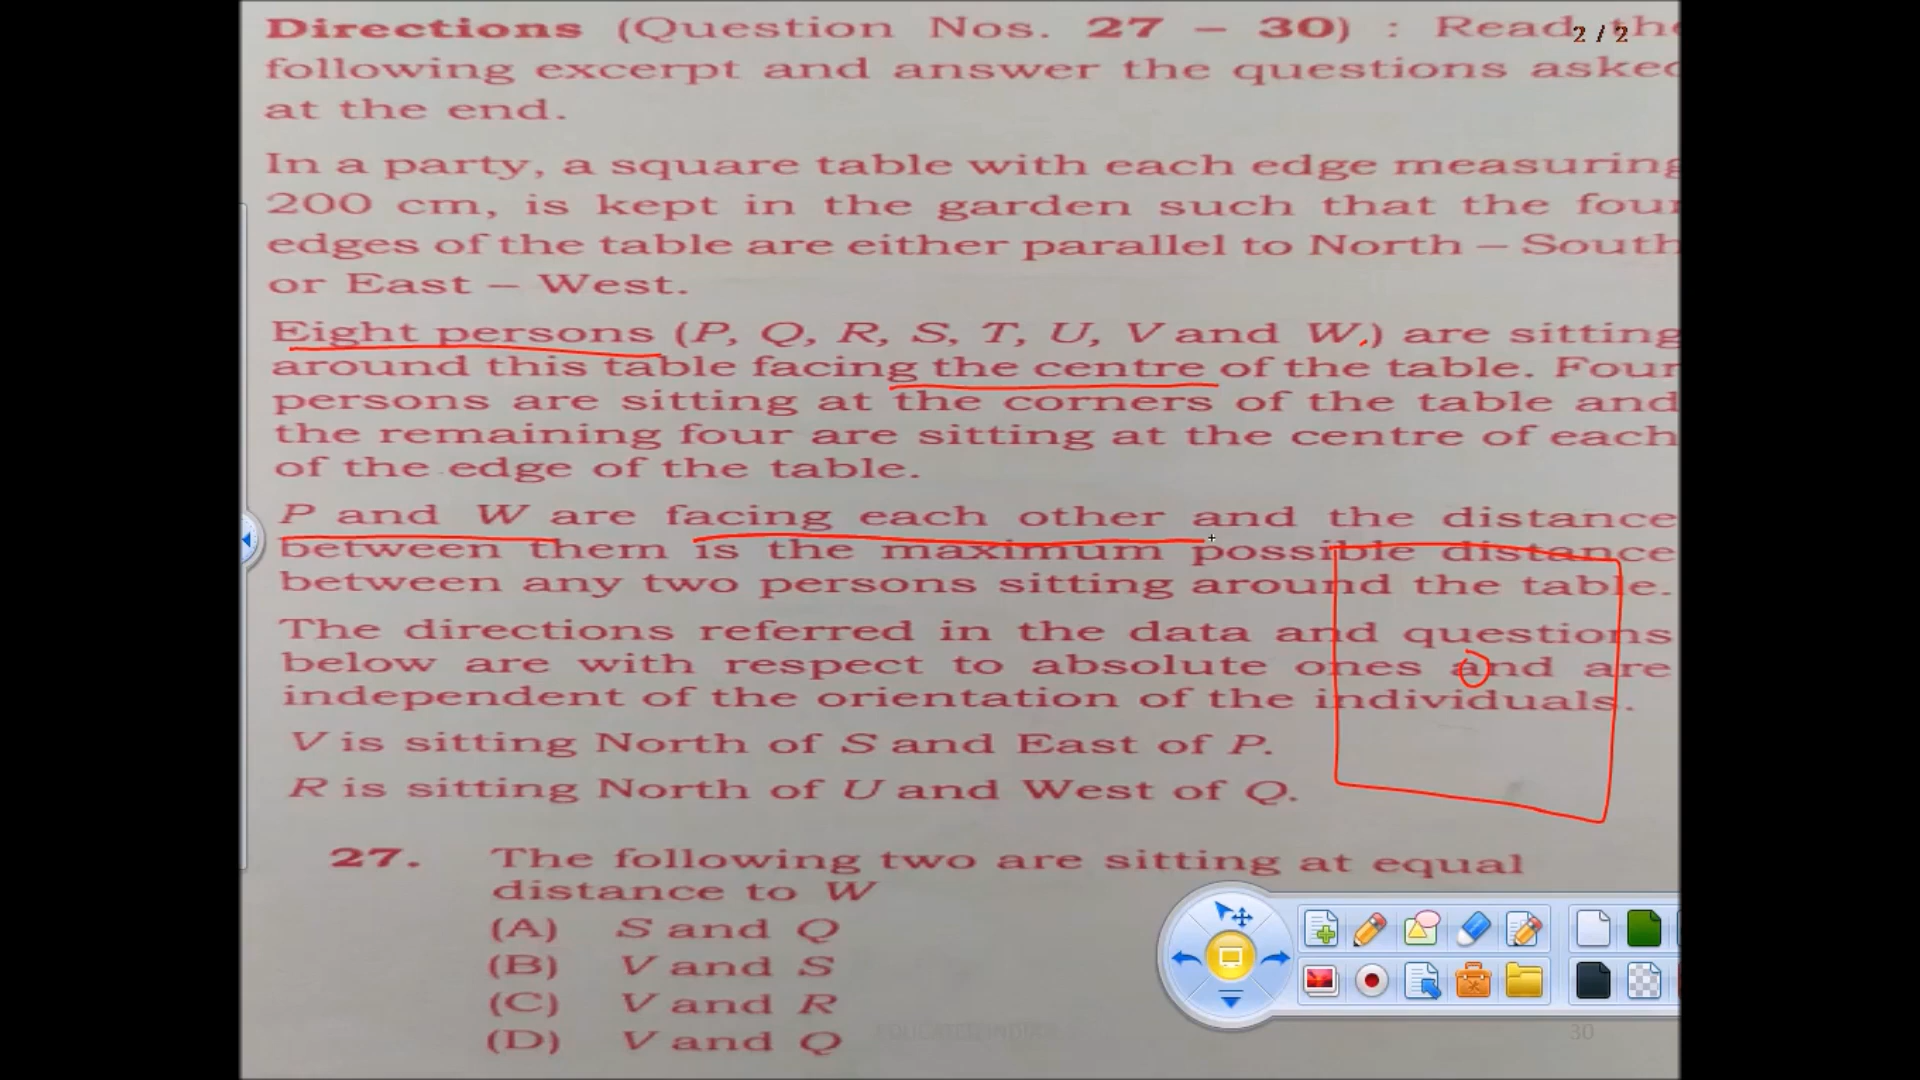 Directions (Question Nos. 27 – 30) : Read the
2 / 2
following excerpt and answer the questions asked
at the end.
In a party, a square table with each edge measuring
200 cm, is kept in the garden such that the four
edges of the table are either parallel to North – South
or East – West.
Eight persons (P, Q, R, S, T, U, V and W,) are sitting
around this table facing the centre of the table. Four
persons are sitting at the corners of the table and
the remaining four are sitting at the centre of each
of the edge of the table.
P and W are facing each other and the distance
between them is the maximum possible distance
between any two persons sitting around the table.
The directions referred in the data and questions
below are with respect to absolute ones and are
independent of the orientation of the individuals.
V is sitting North of S and East of P.
R is sitting North of U and West of Q.
27. The following two are sitting at equal
distance to W
(A) S and Q
(B) V and S
(C) V and R
(D) V and Q
30